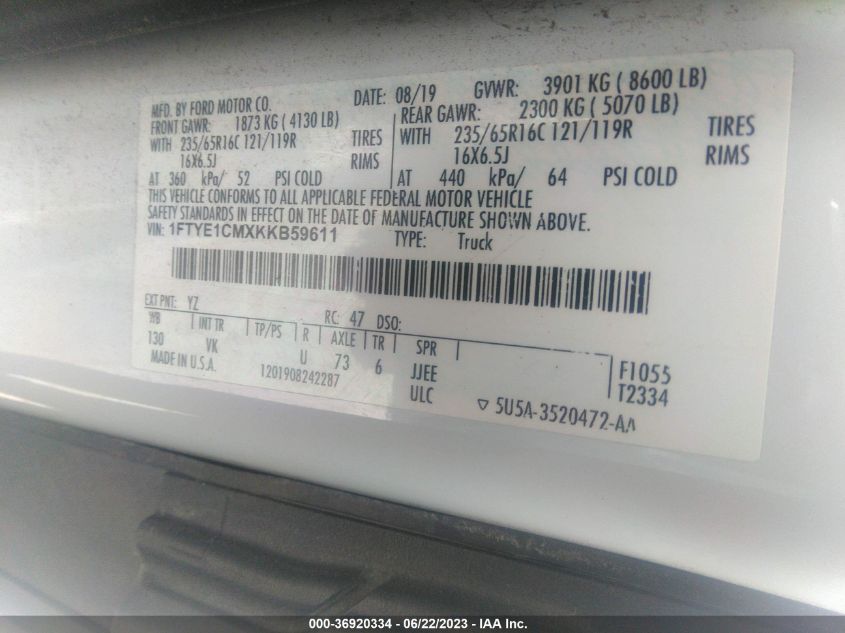 MFD. BY FORD MOTOR CO. DATE: 08/19 GVWR: 3901 KG ( 8600 LB)
FRONT GAWR: 1873 KG ( 4130 LB) REAR GAWR: 2300 KG ( 5070 LB)
WITH 235/65R16C 121/119R TIRES WITH 235/65R16C 121/119R TIRES
16X6.5J RIMS 16X6.5J RIMS
AT 360 kPa/ 52 PSI COLD AT 440 kPa/ 64 PSI COLD
THIS VEHICLE CONFORMS TO ALL APPLICABLE FEDERAL MOTOR VEHICLE
SAFETY STANDARDS IN EFFECT ON THE DATE OF MANUFACTURE SHOWN ABOVE.
VIN: 1FTYE1CMXKKB59611 TYPE: Truck
EXT PNT: YZ RC: 47 DSO:
WB INT TR TP/PS R AXLE TR SPR
130 VK U 73 6 JJEE F1055
MADE IN U.S.A. 1201908242287 ULC T2334
5U5A-3520472-AA
000-36920334 - 06/22/2023 - IAA Inc.